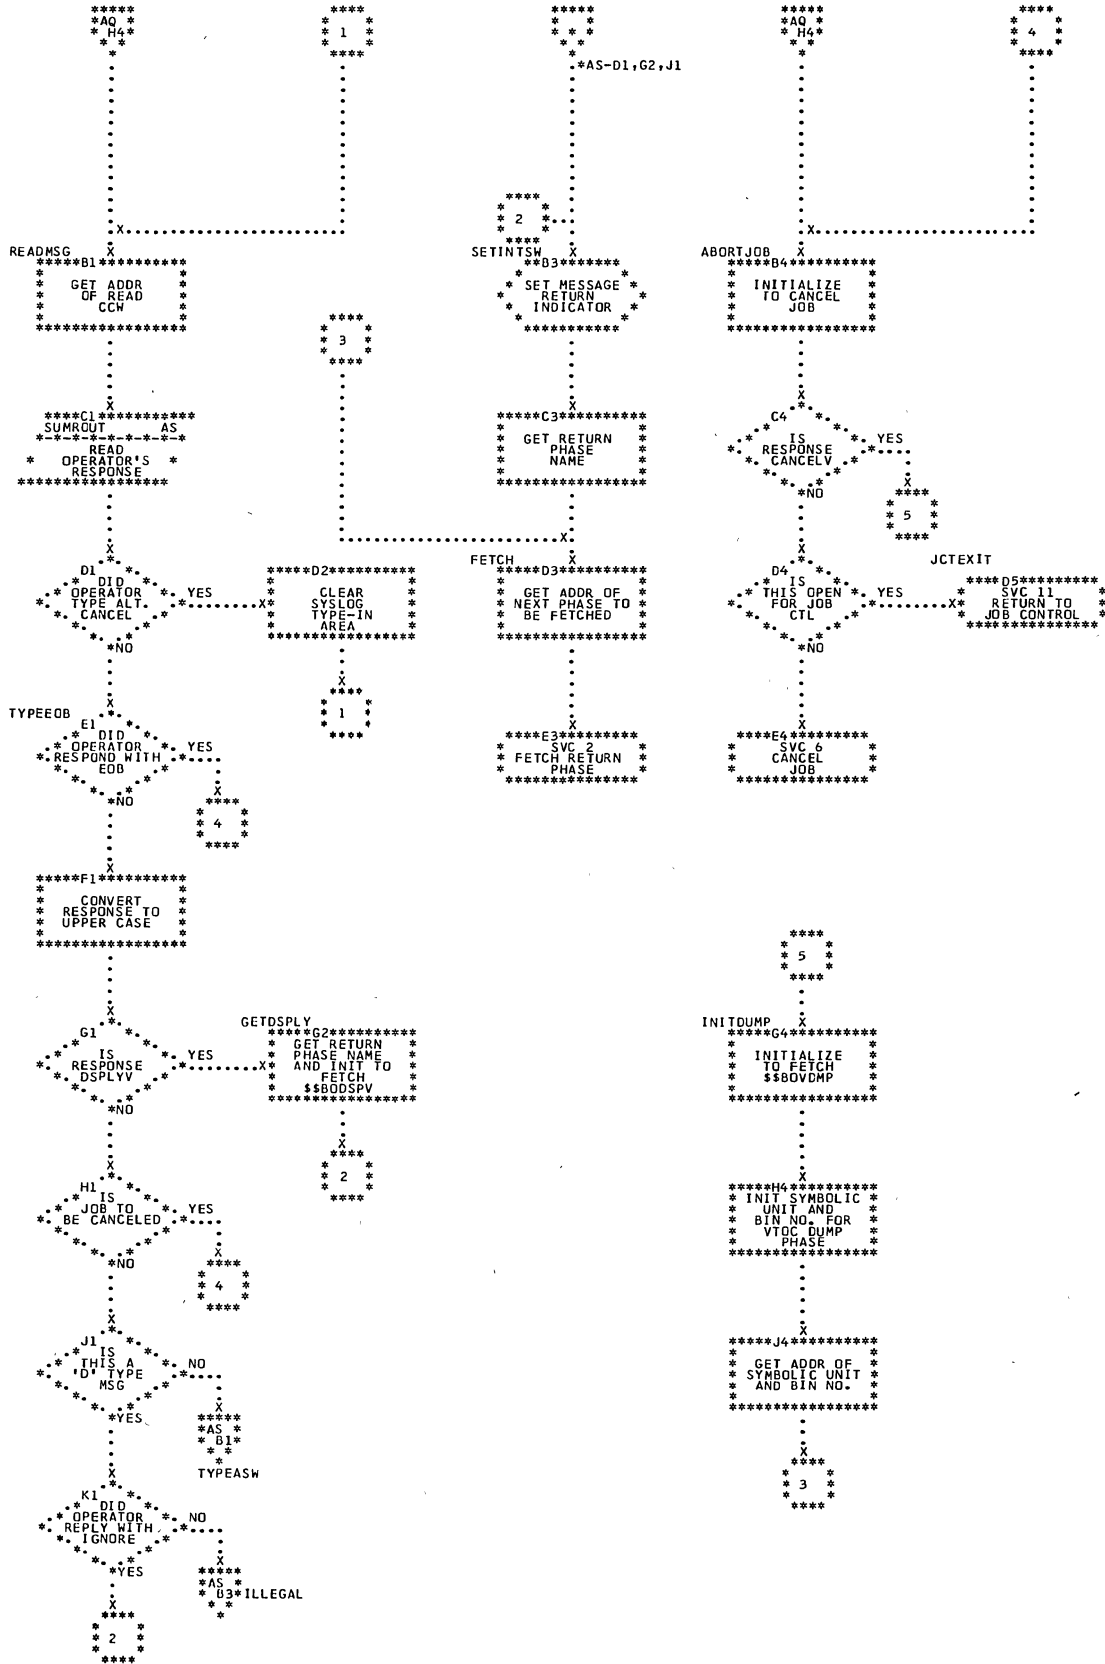 AQ
H4
1
AQ
H4
4
*AS-D1,G2,J1
2
READMSG
B1
GET ADDR
OF READ
CCW
SETINTSW
B3
SET MESSAGE
RETURN
INDICATOR
ABORTJOB
B4
INITIALIZE
TO CANCEL
JOB
3
C1
SUMROUT AS
READ
OPERATOR'S
RESPONSE
C3
GET RETURN
PHASE
NAME
C4
IS
RESPONSE
CANCELV
YES
NO
5
D1
DID
OPERATOR
TYPE ALT.
CANCEL
YES
NO
D2
CLEAR
SYSLOG
TYPE-IN
AREA
1
FETCH
D3
GET ADDR OF
NEXT PHASE TO
BE FETCHED
D4
IS
THIS OPEN
FOR JOB
CTL
YES
NO
JCTEXIT
D5
SVC 11
RETURN TO
JOB CONTROL
TYPEEOB
E1
DID
OPERATOR
RESPOND WITH
EOB
YES
NO
4
E3
SVC 2
FETCH RETURN
PHASE
E4
SVC 6
CANCEL
JOB
F1
CONVERT
RESPONSE TO
UPPER CASE
5
G1
IS
RESPONSE
DSPLYV
YES
NO
GETDSPLY
G2
GET RETURN
PHASE NAME
AND INIT TO
FETCH
$$BODSPV
2
INITDUMP
G4
INITIALIZE
TO FETCH
$$BOVDMP
H1
IS
JOB TO
BE CANCELED
YES
NO
4
H4
INIT SYMBOLIC
UNIT AND
BIN NO. FOR
VTOC DUMP
PHASE
J1
IS
THIS A
'D' TYPE
MSG
NO
YES
AS
B1
TYPEASW
J4
GET ADDR OF
SYMBOLIC UNIT
AND BIN NO.
3
K1
DID
OPERATOR
REPLY WITH
IGNORE
NO
YES
AS
B3
ILLEGAL
2